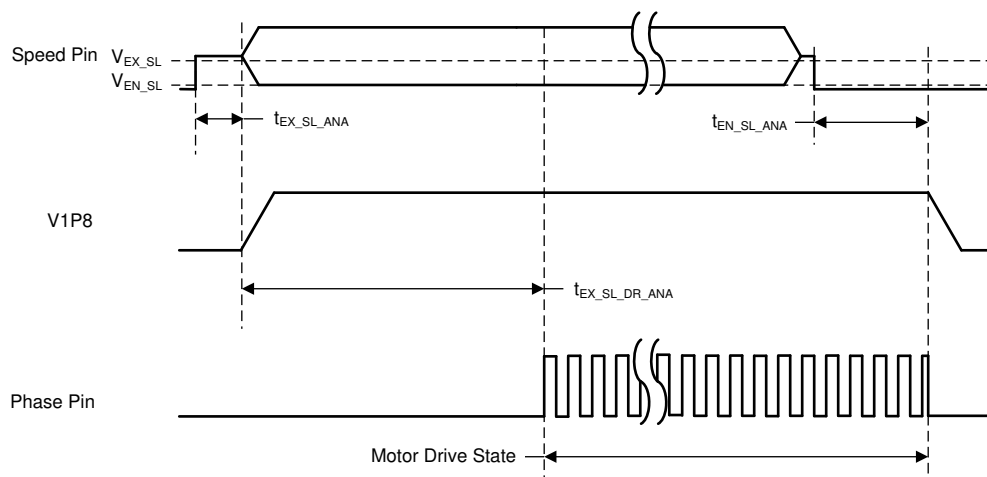 Speed Pin
V_EX_SL
V_EN_SL
t_EX_SL_ANA
t_EN_SL_ANA
V1P8
t_EX_SL_DR_ANA
Phase Pin
Motor Drive State